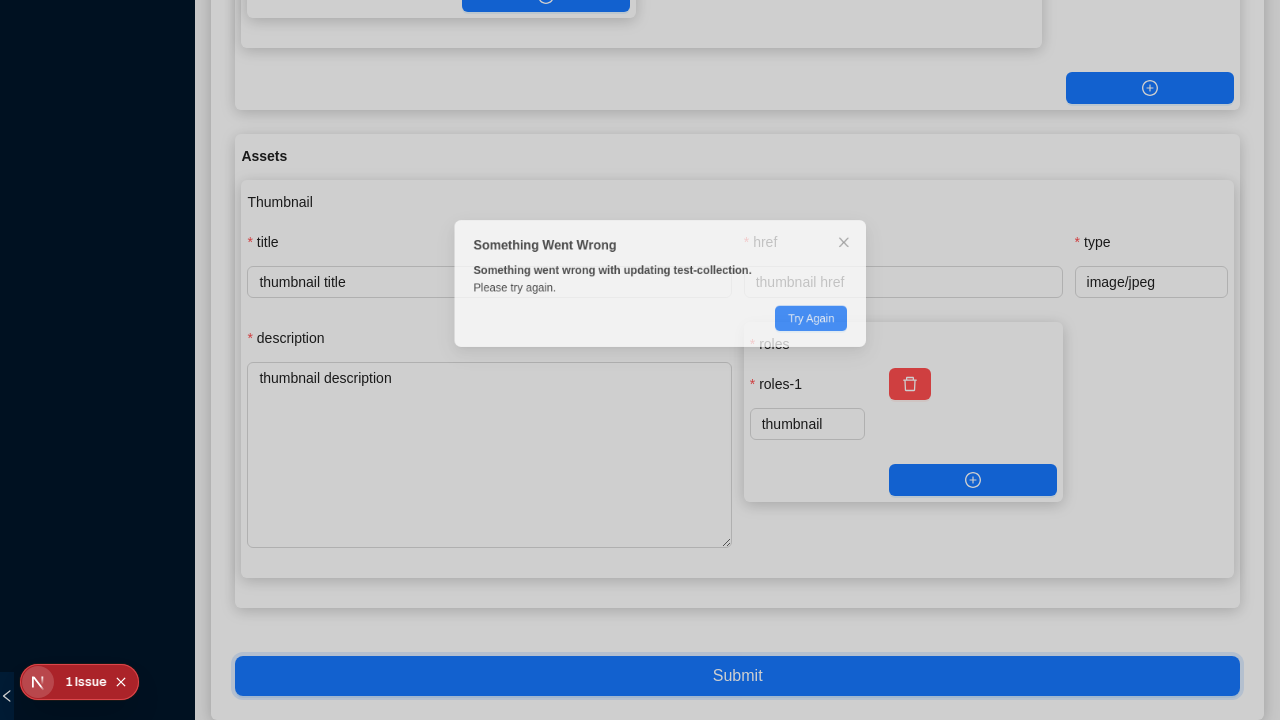 Assets
Thumbnail
* title
* href
* type
thumbnail title
thumbnail href
image/jpeg
Something Went Wrong
Something went wrong with updating test-collection.
Please try again.
Try Again
* description
* roles
thumbnail description
* roles-1
thumbnail
Submit
1 Issue